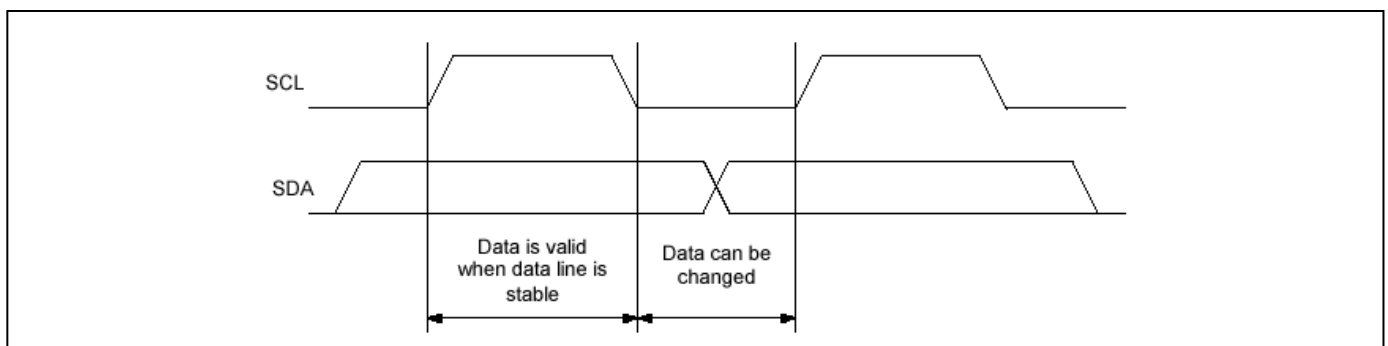 SCL
SDA
Data is valid
when data line is
stable
Data can be
changed